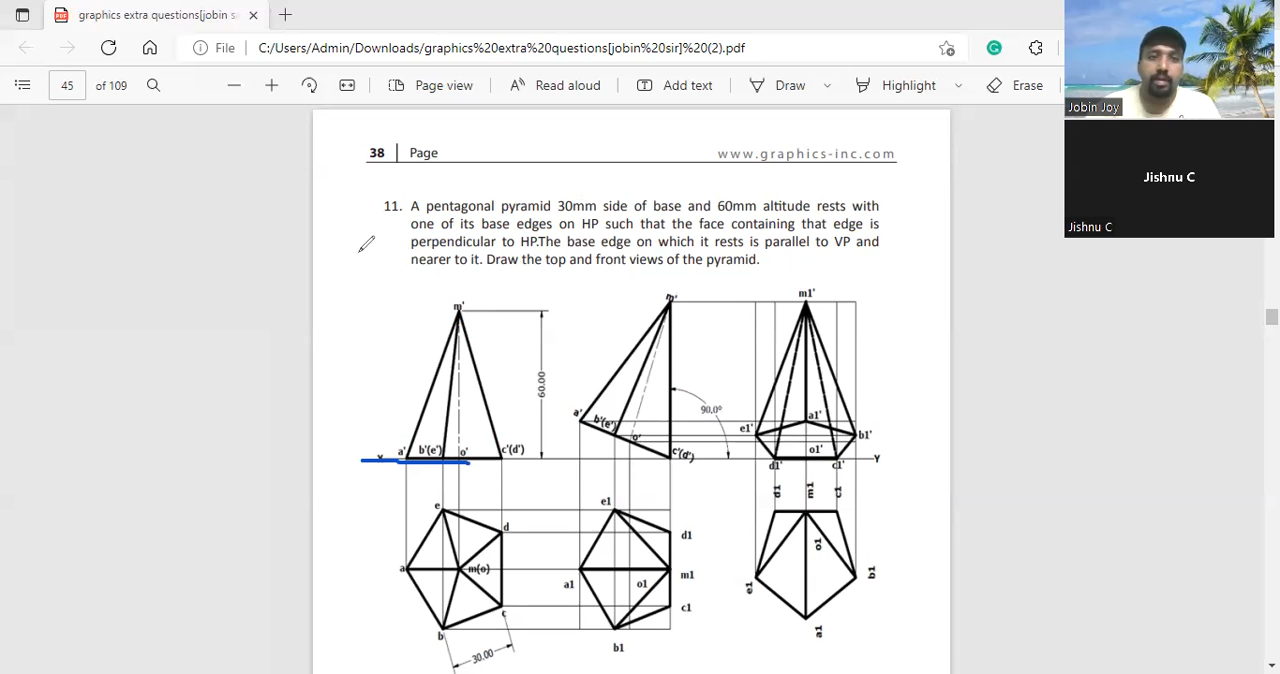 graphics extra questions[jobin s
File
C:/Users/Admin/Downloads/graphics%20extra%20questions[jobin%20sir]%20(2).pdf
45 of 109
Page view
Read aloud
Add text
Draw
Highlight
Erase
Jobin Joy
Jishnu C
Jishnu C
38 | Page
www.graphics-inc.com
11. A pentagonal pyramid 30mm side of base and 60mm altitude rests with
one of its base edges on HP such that the face containing that edge is
perpendicular to HP.The base edge on which it rests is parallel to VP and
nearer to it. Draw the top and front views of the pyramid.
m' m' m1'
60.00
90.0°
a' b'(e') o' c'(d')
a' b'(e') o' c'(d')
e1' a1' b1' o1' d1' c1' Y
X
d1 m1 c1
e d a m(o) c b
30.00
e1 d1 a1 o1 m1 c1 b1
o1 e1 b1 a1